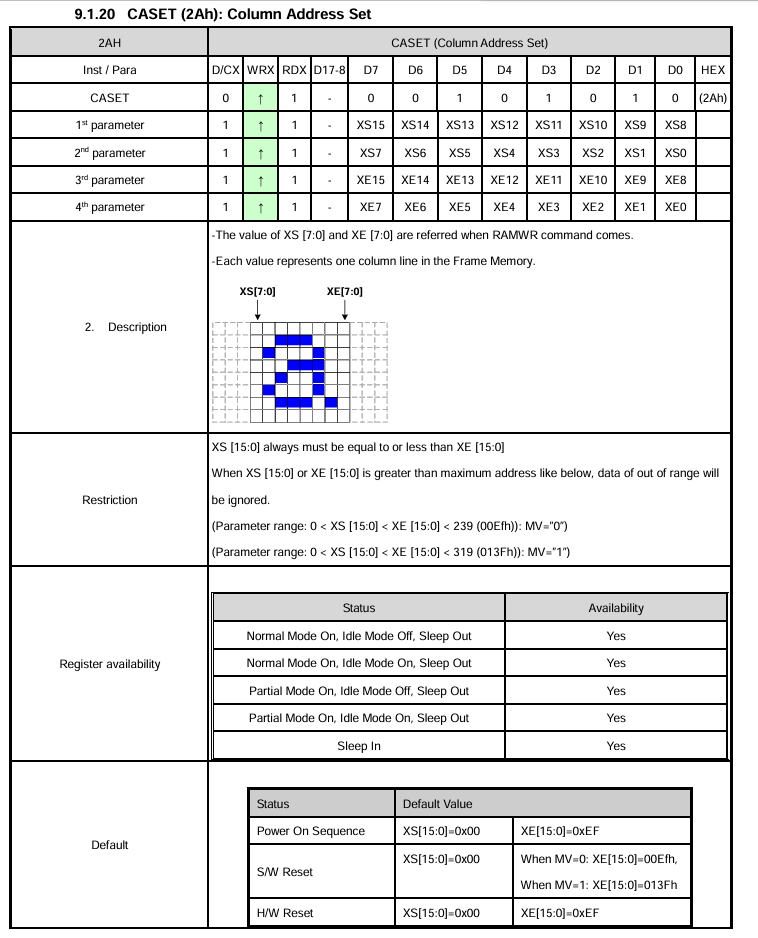 9.1.20 CASET (2Ah): Column Address Set
2AH CASET (Column Address Set)
Inst / Para D/CX WRX RDX D17-8 D7 D6 D5 D4 D3 D2 D1 D0 HEX
CASET 0 ↑ 1 - 0 0 1 0 1 0 1 0 (2Ah)
1st parameter 1 ↑ 1 - XS15 XS14 XS13 XS12 XS11 XS10 XS9 XS8
2nd parameter 1 ↑ 1 - XS7 XS6 XS5 XS4 XS3 XS2 XS1 XS0
3rd parameter 1 ↑ 1 - XE15 XE14 XE13 XE12 XE11 XE10 XE9 XE8
4th parameter 1 ↑ 1 - XE7 XE6 XE5 XE4 XE3 XE2 XE1 XE0
2. Description
-The value of XS [7:0] and XE [7:0] are referred when RAMWR command comes.
-Each value represents one column line in the Frame Memory.
XS[7:0] XE[7:0]
Restriction
XS [15:0] always must be equal to or less than XE [15:0]
When XS [15:0] or XE [15:0] is greater than maximum address like below, data of out of range will
be ignored.
(Parameter range: 0 < XS [15:0] < XE [15:0] < 239 (00Efh)): MV="0")
(Parameter range: 0 < XS [15:0] < XE [15:0] < 319 (013Fh)): MV="1")
Register availability
Status Availability
Normal Mode On, Idle Mode Off, Sleep Out Yes
Normal Mode On, Idle Mode On, Sleep Out Yes
Partial Mode On, Idle Mode Off, Sleep Out Yes
Partial Mode On, Idle Mode On, Sleep Out Yes
Sleep In Yes
Default
Status Default Value
Power On Sequence XS[15:0]=0x00 XE[15:0]=0xEF
S/W Reset XS[15:0]=0x00 When MV=0: XE[15:0]=00Efh,
When MV=1: XE[15:0]=013Fh
H/W Reset XS[15:0]=0x00 XE[15:0]=0xEF